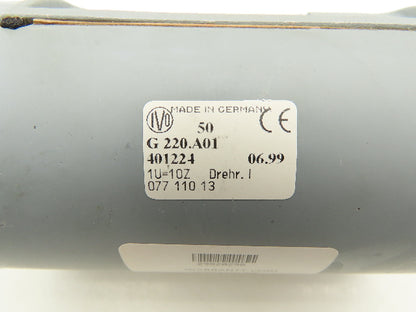 IVO MADE IN GERMANY
50 CE
G 220.A01
401224 06.99
1U=10Z Drehr. I
077 110 13